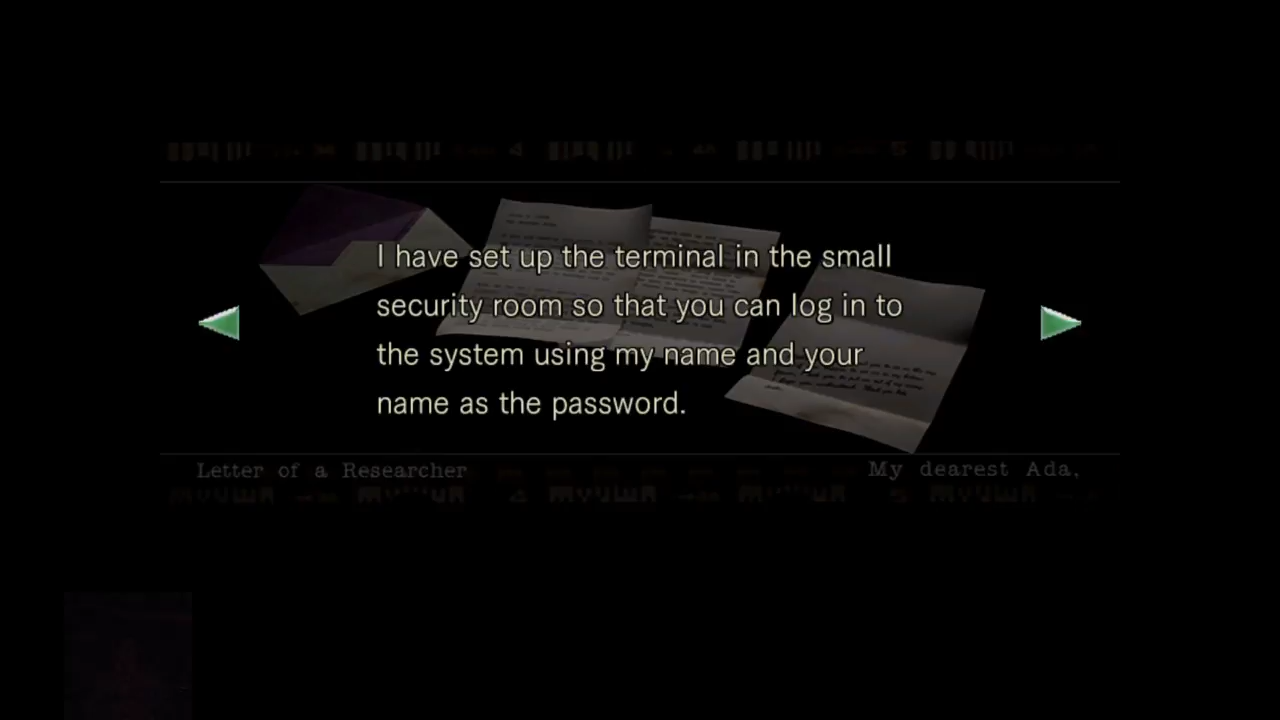 I have set up the terminal in the small
security room so that you can log in to
the system using my name and your
name as the password.
Letter of a Researcher
My dearest Ada,